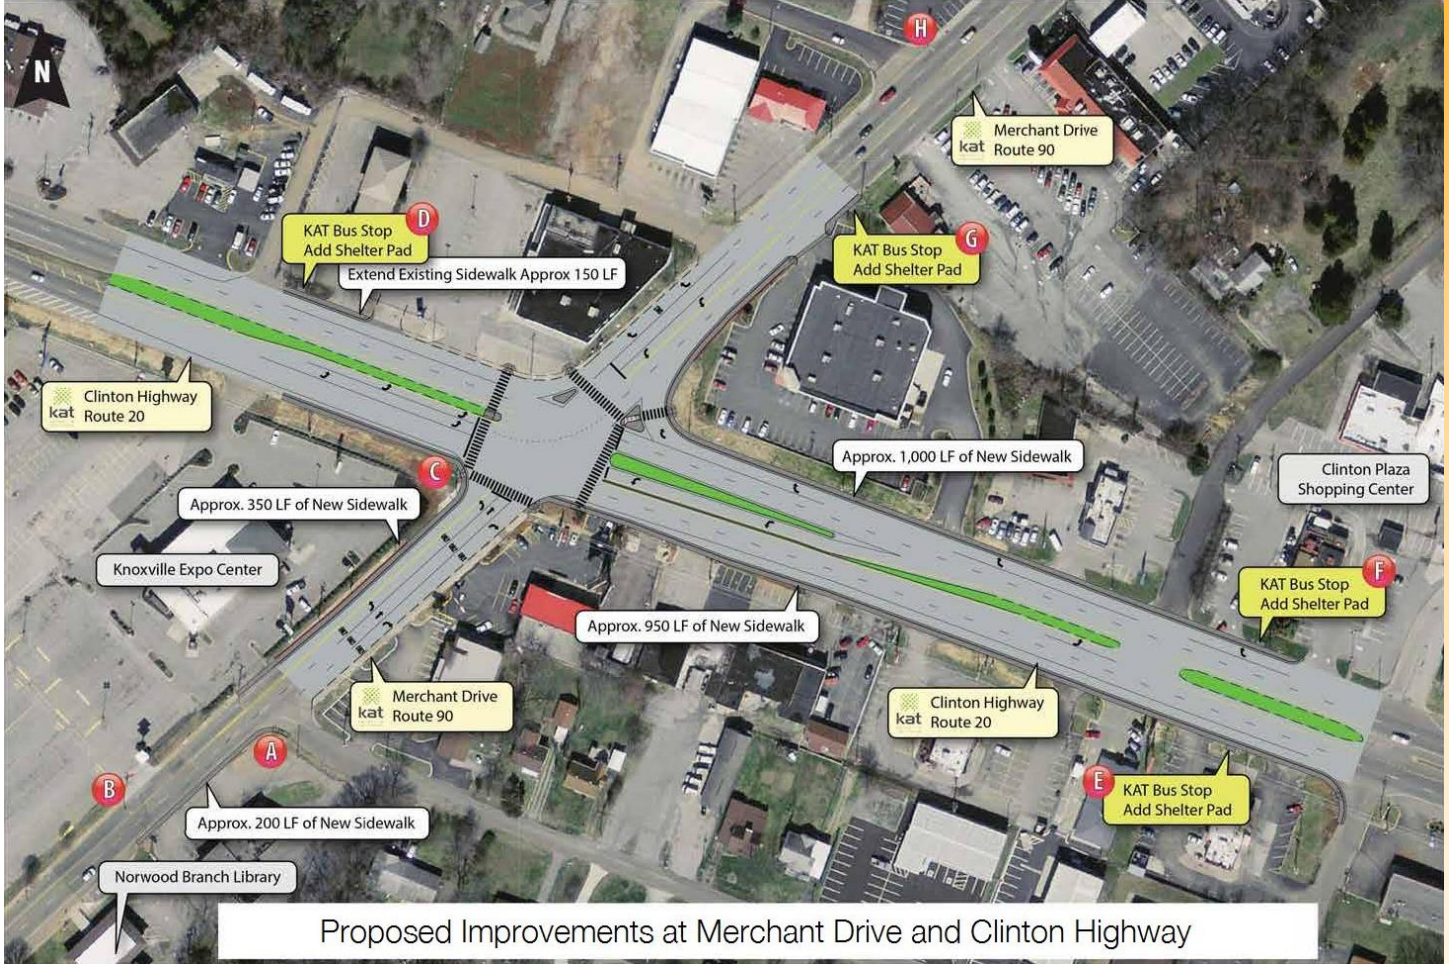 H
N
kat
Merchant Drive
Route 90
D
KAT Bus Stop
Add Shelter Pad
G
KAT Bus Stop
Add Shelter Pad
Extend Existing Sidewalk Approx 150 LF
kat
Clinton Highway
Route 20
C
Approx. 1,000 LF of New Sidewalk
Clinton Plaza
Shopping Center
Approx. 350 LF of New Sidewalk
Knoxville Expo Center
F
KAT Bus Stop
Add Shelter Pad
Approx. 950 LF of New Sidewalk
kat
Merchant Drive
Route 90
kat
Clinton Highway
Route 20
A
B
E
KAT Bus Stop
Add Shelter Pad
Approx. 200 LF of New Sidewalk
Norwood Branch Library
Proposed Improvements at Merchant Drive and Clinton Highway